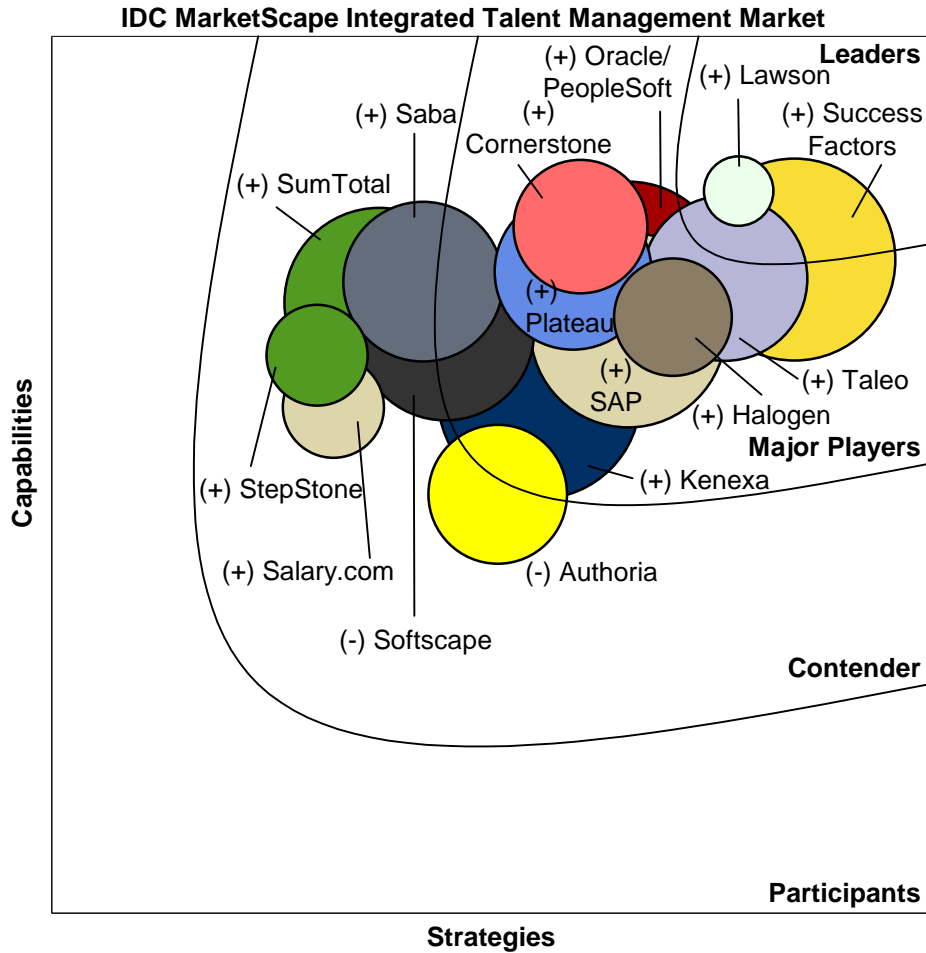 IDC MarketScape Integrated Talent Management Market
Leaders
(+) Oracle/
PeopleSoft
(+) Lawson
(+) Success
Factors
(+) Saba
(+)
Cornerstone
(+) SumTotal
(+)
Plateau
(+)
SAP
(+) Taleo
(+) Halogen
Major Players
(+) StepStone
(+) Kenexa
(+) Salary.com
(-) Authoria
(-) Softscape
Contender
Participants
Capabilities
Strategies